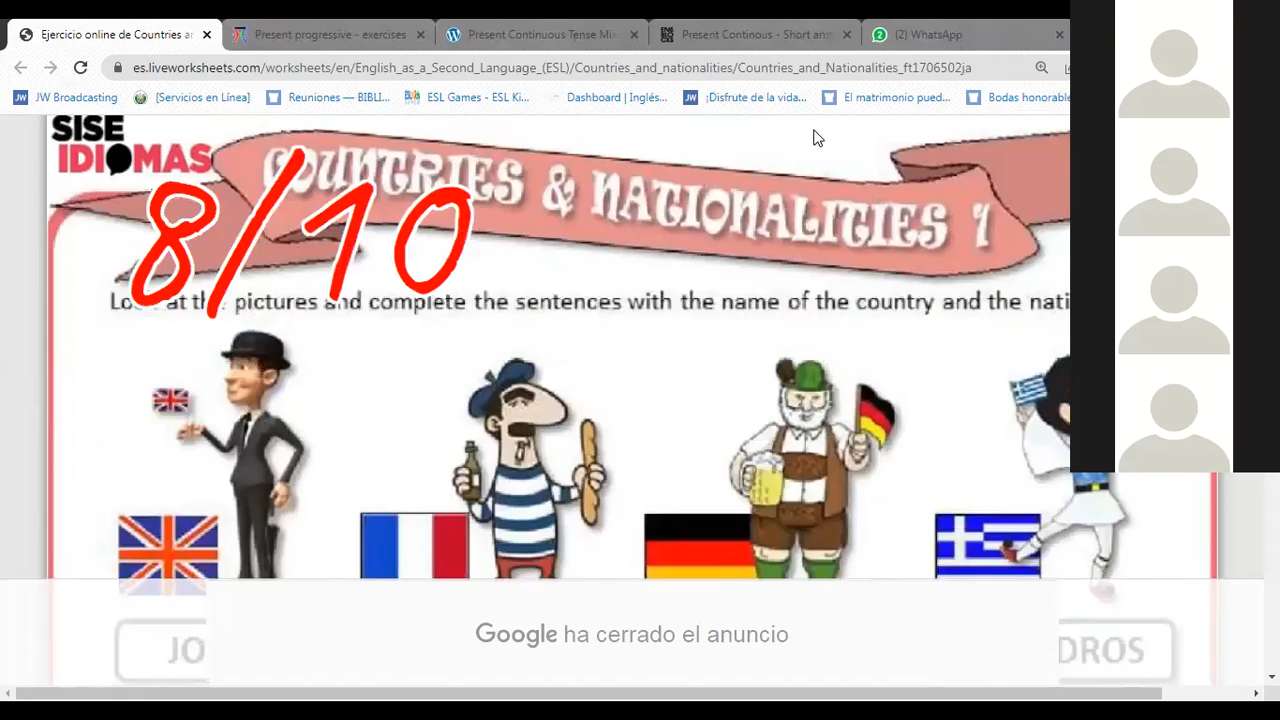 Ejercicio online de Countries ar
Present progressive - exercises
Present Continuous Tense Mix
Present Continous - Short ans
(2) WhatsApp
es.liveworksheets.com/worksheets/en/English_as_a_Second_Language_(ESL)/Countries_and_nationalities/Countries_and_Nationalities_ft1706502ja
JW Broadcasting
[Servicios en Línea]
Reuniones — BIBLI...
ESL Games - ESL Ki...
Dashboard | Inglés...
¡Disfrute de la vida...
El matrimonio pued...
Bodas honorable
SISE
IDIOMAS
COUNTRIES & NATIONALITIES 1
8/10
Look at the pictures and complete the sentences with the name of the country and the nati
JO
DROS
Google ha cerrado el anuncio